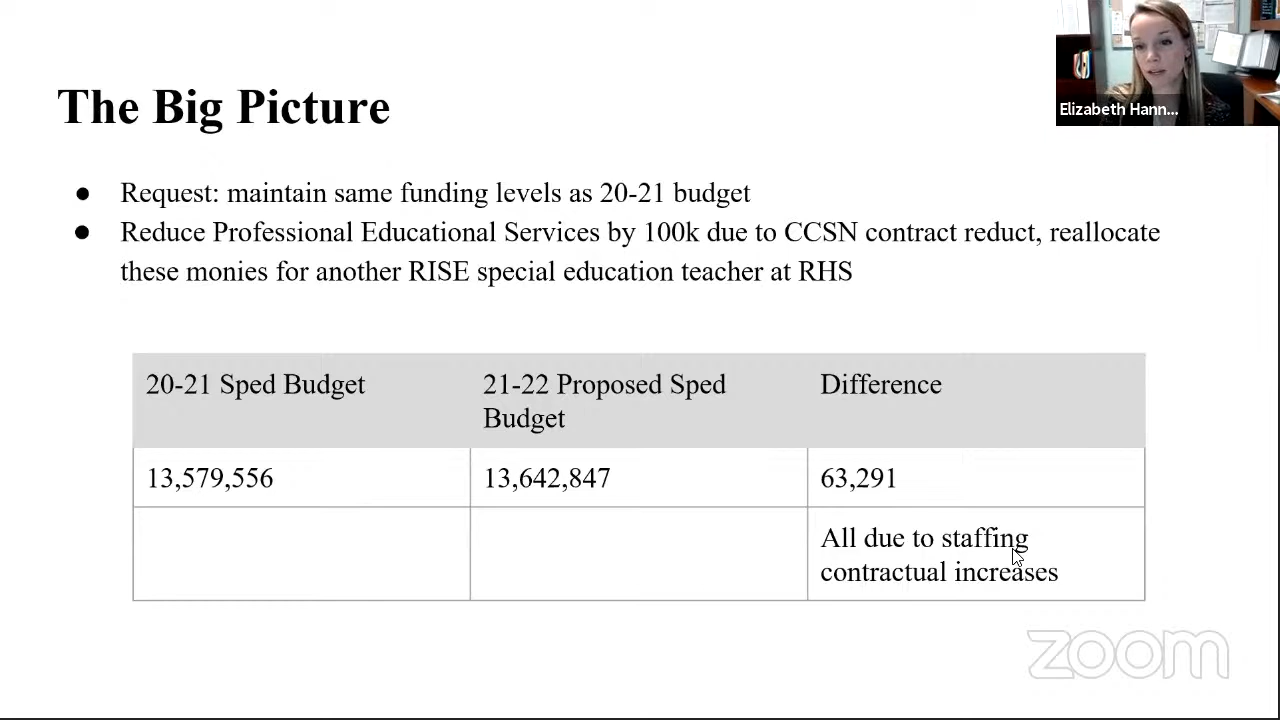 Elizabeth Hann...
The Big Picture
● Request: maintain same funding levels as 20-21 budget
● Reduce Professional Educational Services by 100k due to CCSN contract reduct, reallocate
these monies for another RISE special education teacher at RHS
20-21 Sped Budget
21-22 Proposed Sped
Budget
Difference
13,579,556
13,642,847
63,291
All due to staffing
contractual increases
zoom